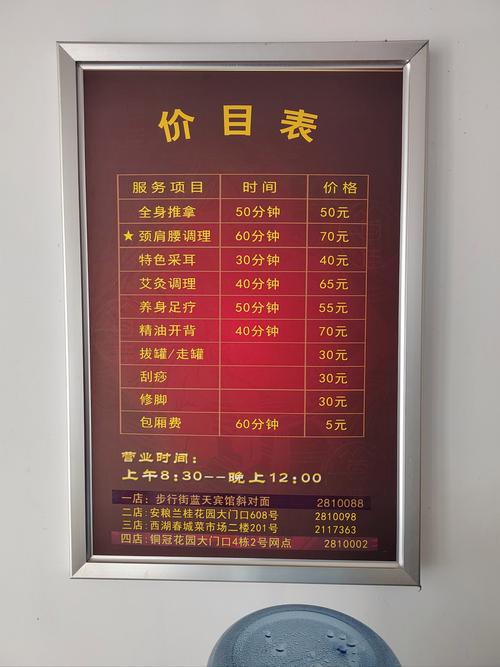 价目表
服务项目 时间 价格
全身推拿 50分钟 50元
★颈肩腰调理 60分钟 70元
特色采耳 30分钟 40元
艾灸调理 40分钟 65元
养身足疗 50分钟 55元
精油开背 40分钟 70元
拔罐/走罐 30元
刮痧 30元
修脚 30元
包厢费 60分钟 5元
营业时间：
上午8:30--晚上12:00
一店：步行街蓝天宾馆斜对面 2810088
二店：安粮兰桂花园大门口608号 2810098
三店：西湖春城菜市场二楼201号 2117363
四店：铜冠花园大门口4栋2号网点 2810002